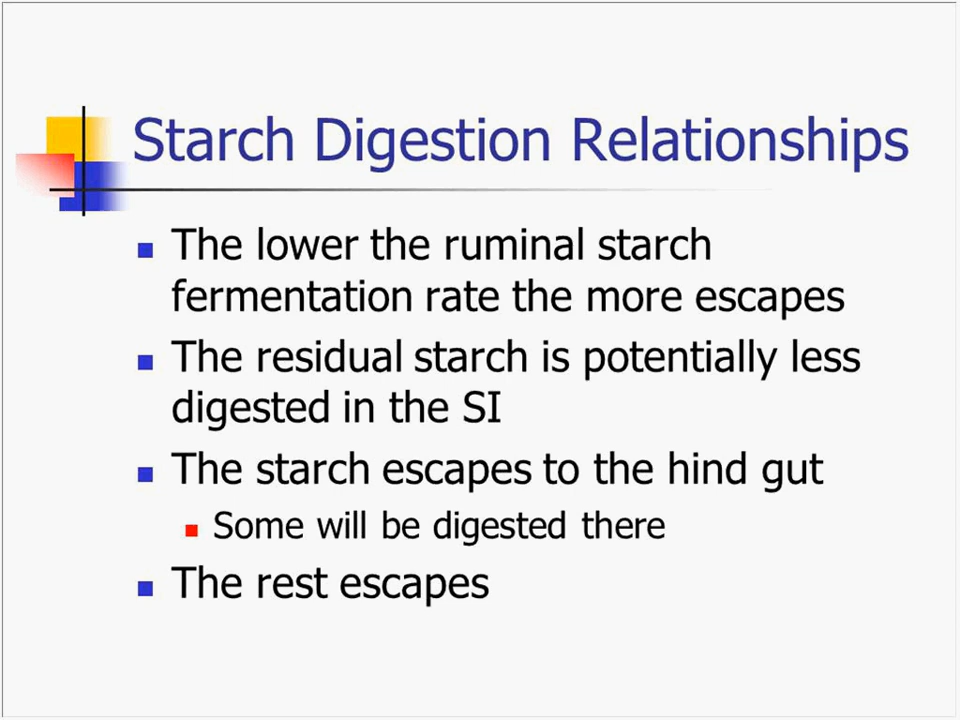 Starch Digestion Relationships
The lower the ruminal starch
fermentation rate the more escapes
The residual starch is potentially less
digested in the SI
The starch escapes to the hind gut
Some will be digested there
The rest escapes